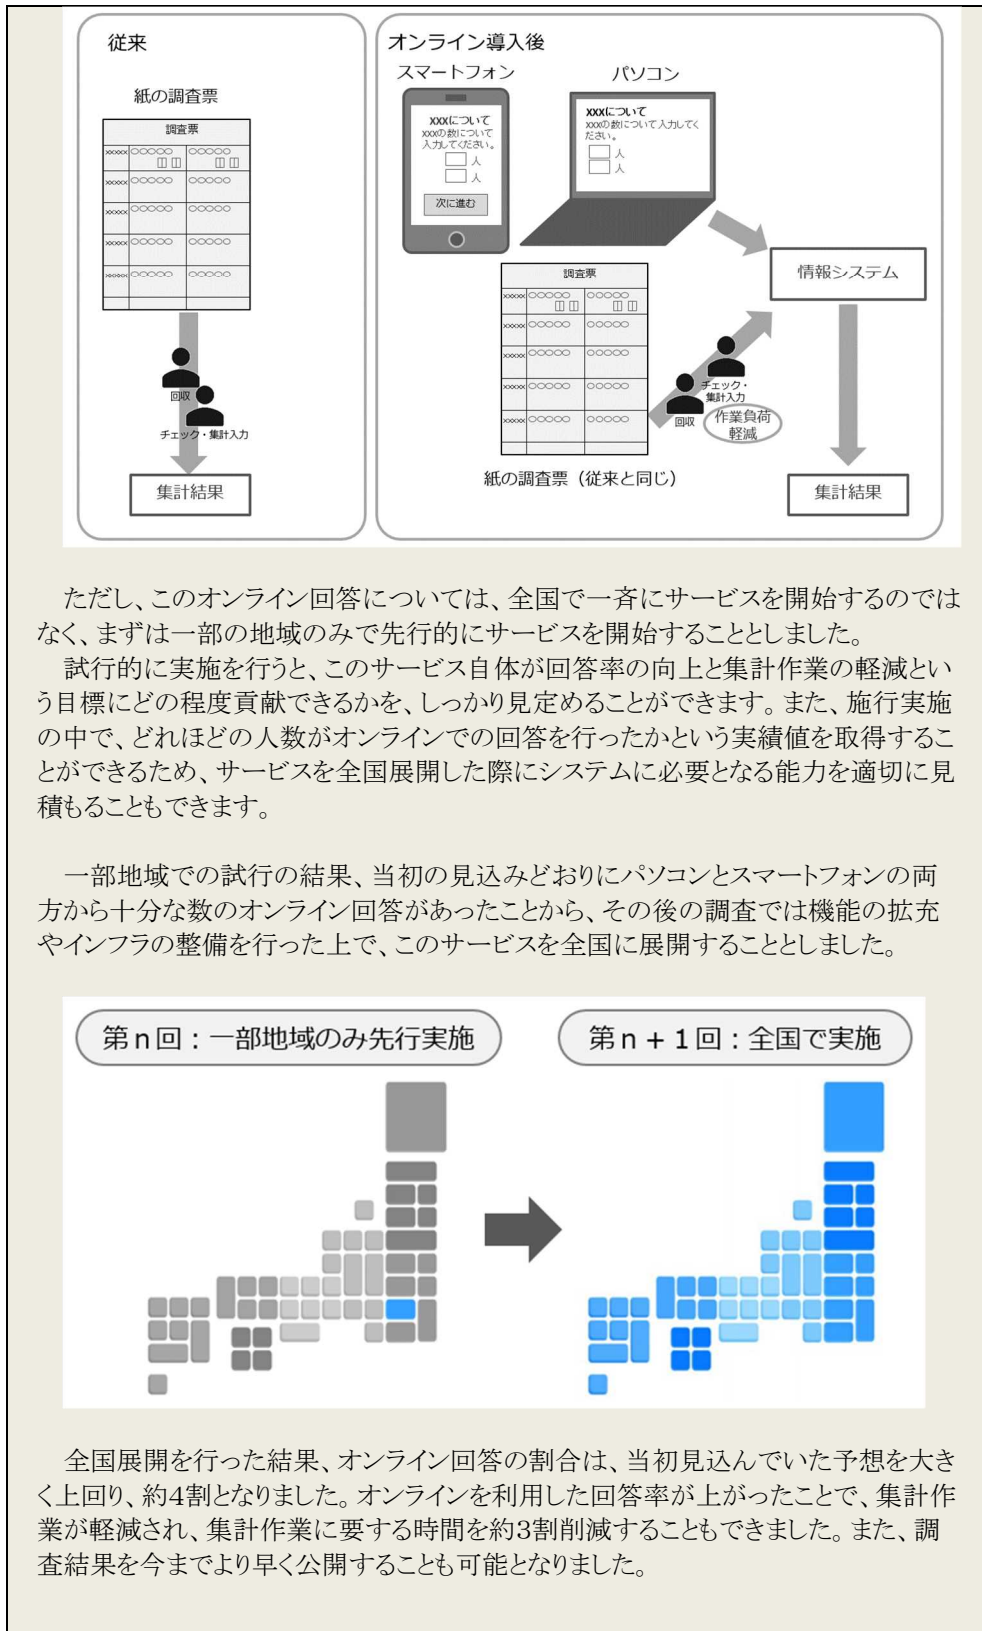 従来
紙の調査票
調査票
xxxxx ○○○○○ ○○○○○
xxxxx ○○○○○ ○○○○○
xxxxx ○○○○○ ○○○○○
xxxxx ○○○○○ ○○○○○
xxxxx ○○○○○ ○○○○○
回収
チェック・集計入力
集計結果
オンライン導入後
スマートフォン
xxxについて
xxxの数について
入力してください。
人
人
次に進む
パソコン
xxxについて
xxxの数について入力してく
ださい。
人
人
調査票
xxxxx ○○○○○ ○○○○○
xxxxx ○○○○○ ○○○○○
xxxxx ○○○○○ ○○○○○
xxxxx ○○○○○ ○○○○○
xxxxx ○○○○○ ○○○○○
チェック・
集計入力
回収
作業負荷
軽減
紙の調査票（従来と同じ）
情報システム
集計結果
ただし、このオンライン回答については、全国で一斉にサービスを開始するのでは
なく、まずは一部の地域のみで先行的にサービスを開始することとしました。
試行的に実施を行うと、このサービス自体が回答率の向上と集計作業の軽減とい
う目標にどの程度貢献できるかを、しっかり見定めることができます。また、施行実施
の中で、どれほどの人数がオンラインでの回答を行ったかという実績値を取得するこ
とができるため、サービスを全国展開した際にシステムに必要となる能力を適切に見
積もることもできます。
一部地域での試行の結果、当初の見込みどおりにパソコンとスマートフォンの両
方から十分な数のオンライン回答があったことから、その後の調査では機能の拡充
やインフラの整備を行った上で、このサービスを全国に展開することとしました。
第ｎ回：一部地域のみ先行実施
第ｎ＋１回：全国で実施
全国展開を行った結果、オンライン回答の割合は、当初見込んでいた予想を大き
く上回り、約４割となりました。オンラインを利用した回答率が上がったことで、集計作
業が軽減され、集計作業に要する時間を約３割削減することもできました。また、調
査結果を今までより早く公開することも可能となりました。